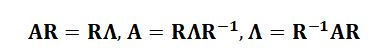 AR = RΛ, A = RΛR⁻¹, Λ = R⁻¹AR